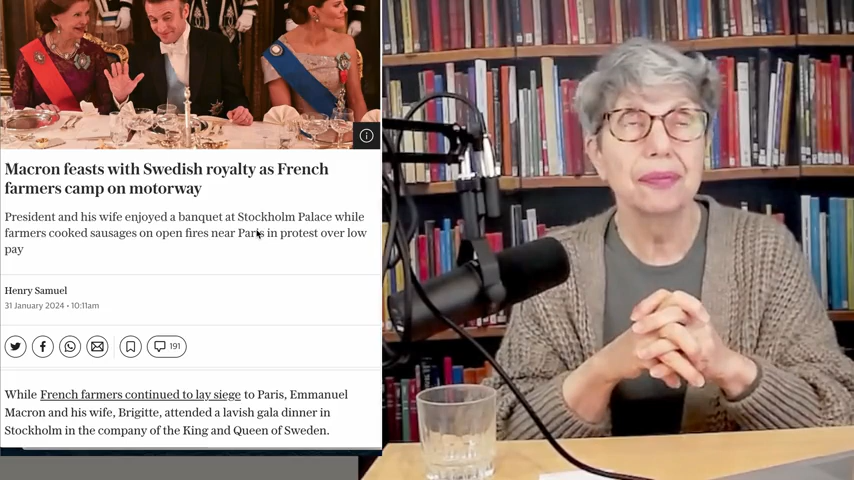 Macron feasts with Swedish royalty as French
farmers camp on motorway
President and his wife enjoyed a banquet at Stockholm Palace while
farmers cooked sausages on open fires near Paris in protest over low
pay
Henry Samuel
31 January 2024 • 10:11am
191
While French farmers continued to lay siege to Paris, Emmanuel
Macron and his wife, Brigitte, attended a lavish gala dinner in
Stockholm in the company of the King and Queen of Sweden.